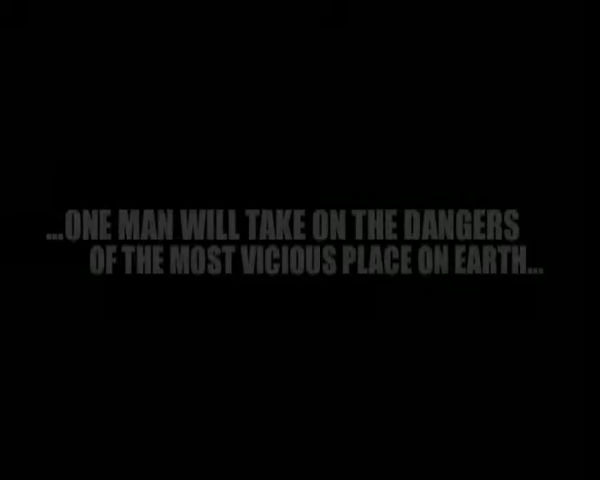 ...ONE MAN WILL TAKE ON THE DANGERS
OF THE MOST VICIOUS PLACE ON EARTH...